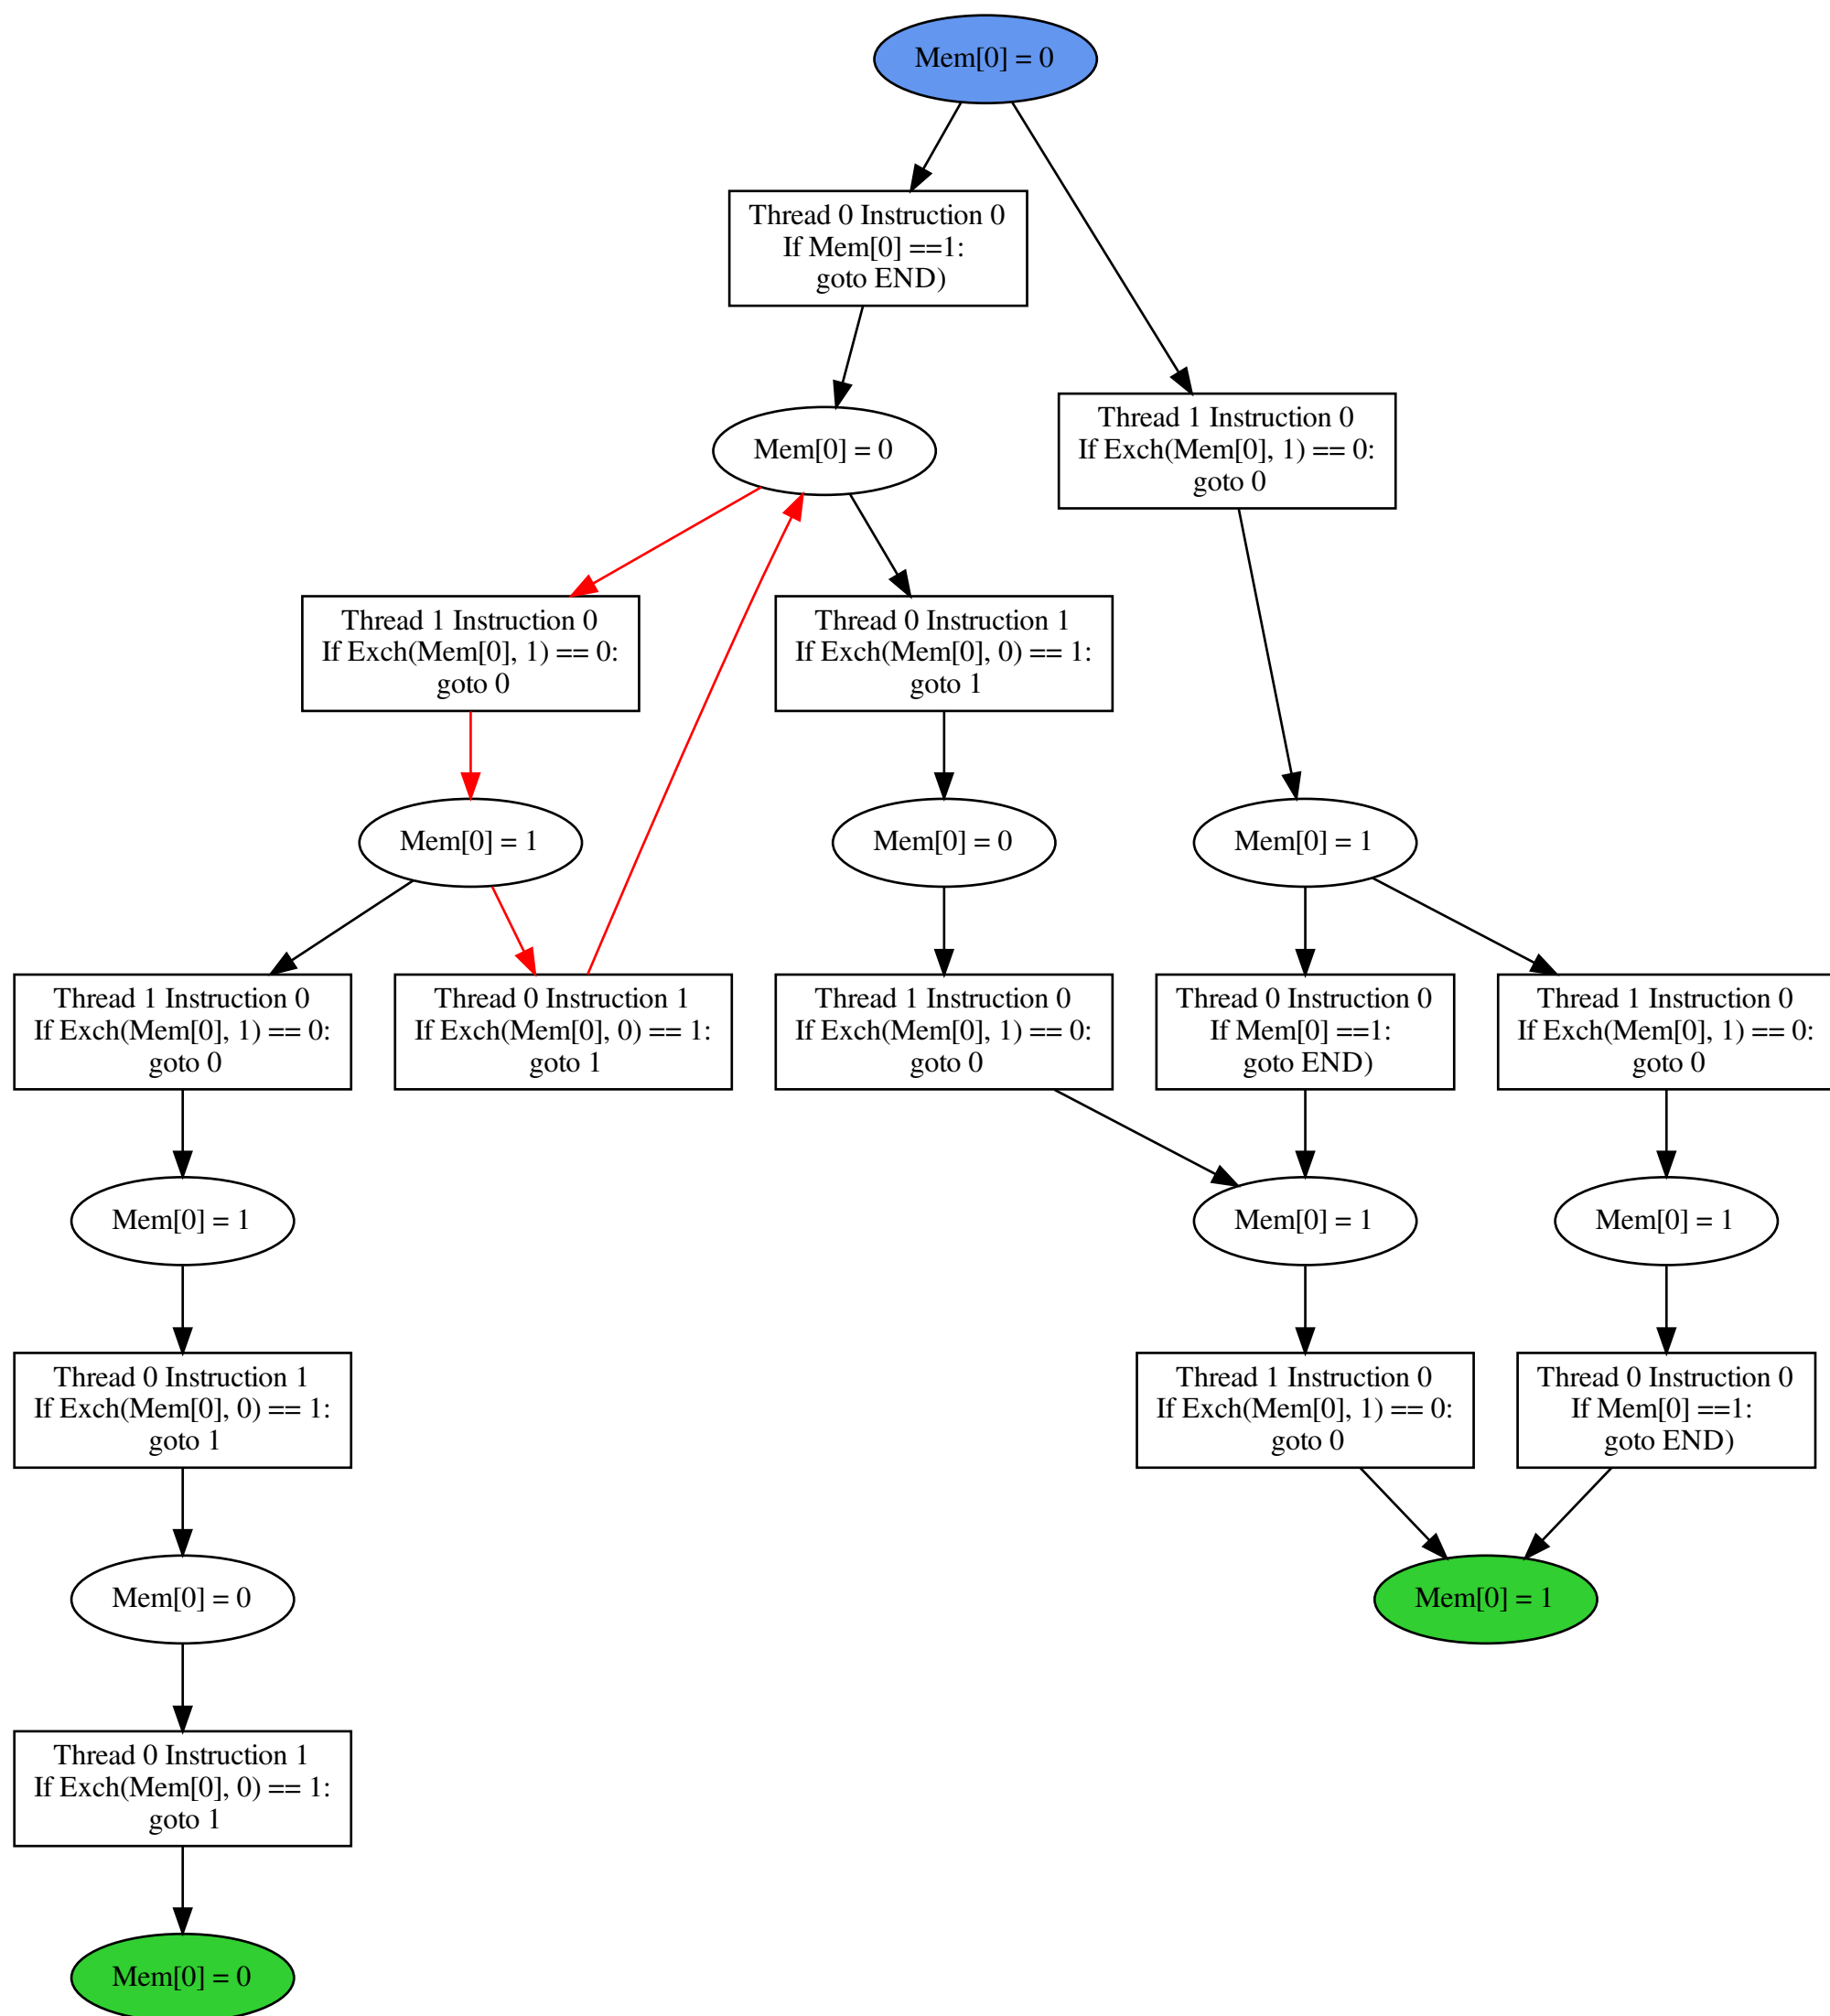 Mem[0] = 0
Thread 0 Instruction 0
If Mem[0] ==1:
goto END)
Mem[0] = 0
Thread 1 Instruction 0
If Exch(Mem[0], 1) == 0:
goto 0
Thread 1 Instruction 0
If Exch(Mem[0], 1) == 0:
goto 0
Thread 0 Instruction 1
If Exch(Mem[0], 0) == 1:
goto 1
Mem[0] = 1
Mem[0] = 0
Mem[0] = 1
Thread 1 Instruction 0
If Exch(Mem[0], 1) == 0:
goto 0
Thread 0 Instruction 1
If Exch(Mem[0], 0) == 1:
goto 1
Thread 1 Instruction 0
If Exch(Mem[0], 1) == 0:
goto 0
Thread 0 Instruction 0
If Mem[0] ==1:
goto END)
Thread 1 Instruction 0
If Exch(Mem[0], 1) == 0:
goto 0
Mem[0] = 1
Mem[0] = 1
Mem[0] = 1
Thread 0 Instruction 1
If Exch(Mem[0], 0) == 1:
goto 1
Thread 1 Instruction 0
If Exch(Mem[0], 1) == 0:
goto 0
Thread 0 Instruction 0
If Mem[0] ==1:
goto END)
Mem[0] = 0
Mem[0] = 1
Thread 0 Instruction 1
If Exch(Mem[0], 0) == 1:
goto 1
Mem[0] = 0